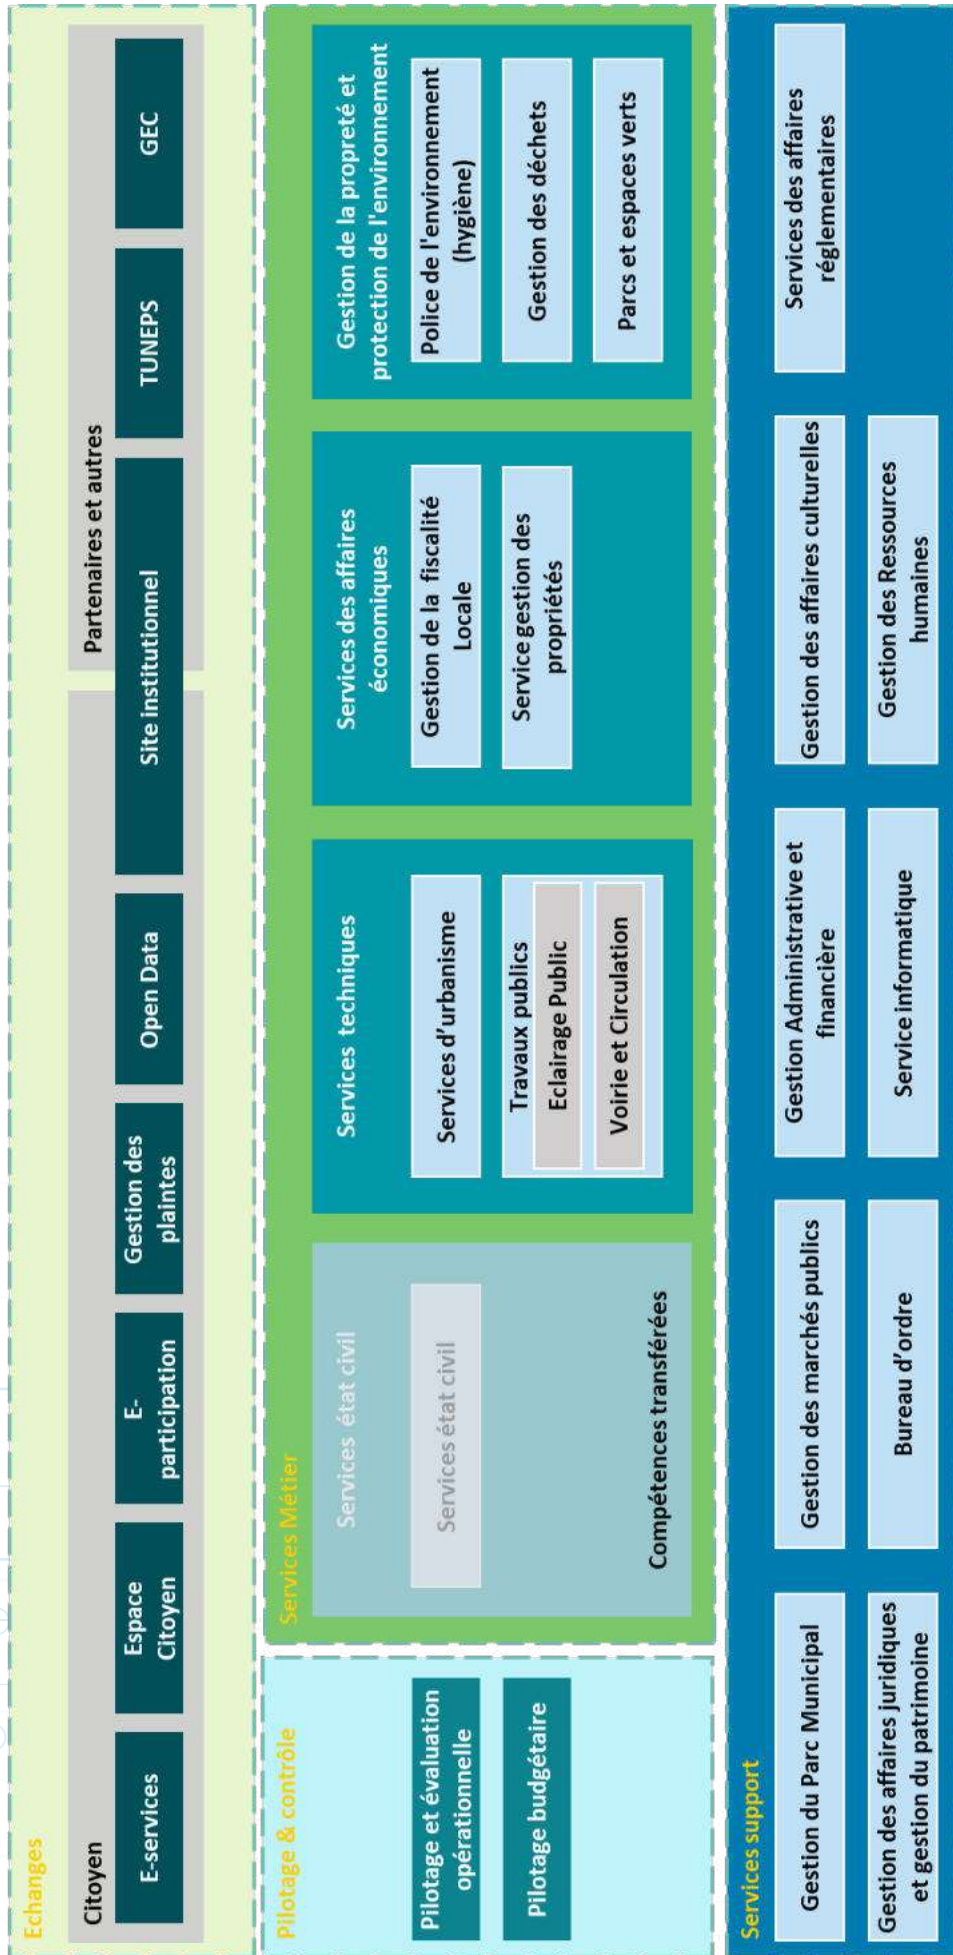 Echanges
Citoyen
Partenaires et autres
E-services
Espace
Citoyen
E-
participation
Gestion des
plaintes
Open Data
Site institutionnel
TUNEPS
GEC
Pilotage & contrôle
Pilotage et évaluation
opérationnelle
Pilotage budgétaire
Services Métier
Services état civil
Services état civil
Compétences transférées
Services techniques
Services d'urbanisme
Travaux publics
Eclairage Public
Voirie et Circulation
Services des affaires
économiques
Gestion de la fiscalité
Locale
Service gestion des
propriétés
Gestion de la propreté et
protection de l'environnement
Police de l'environnement
(hygiène)
Gestion des déchets
Parcs et espaces verts
Services support
Gestion du Parc Municipal
Gestion des marchés publics
Gestion Administrative et
financière
Gestion des affaires culturelles
Services des affaires
réglementaires
Gestion des affaires juridiques
et gestion du patrimoine
Bureau d'ordre
Service informatique
Gestion des Ressources
humaines